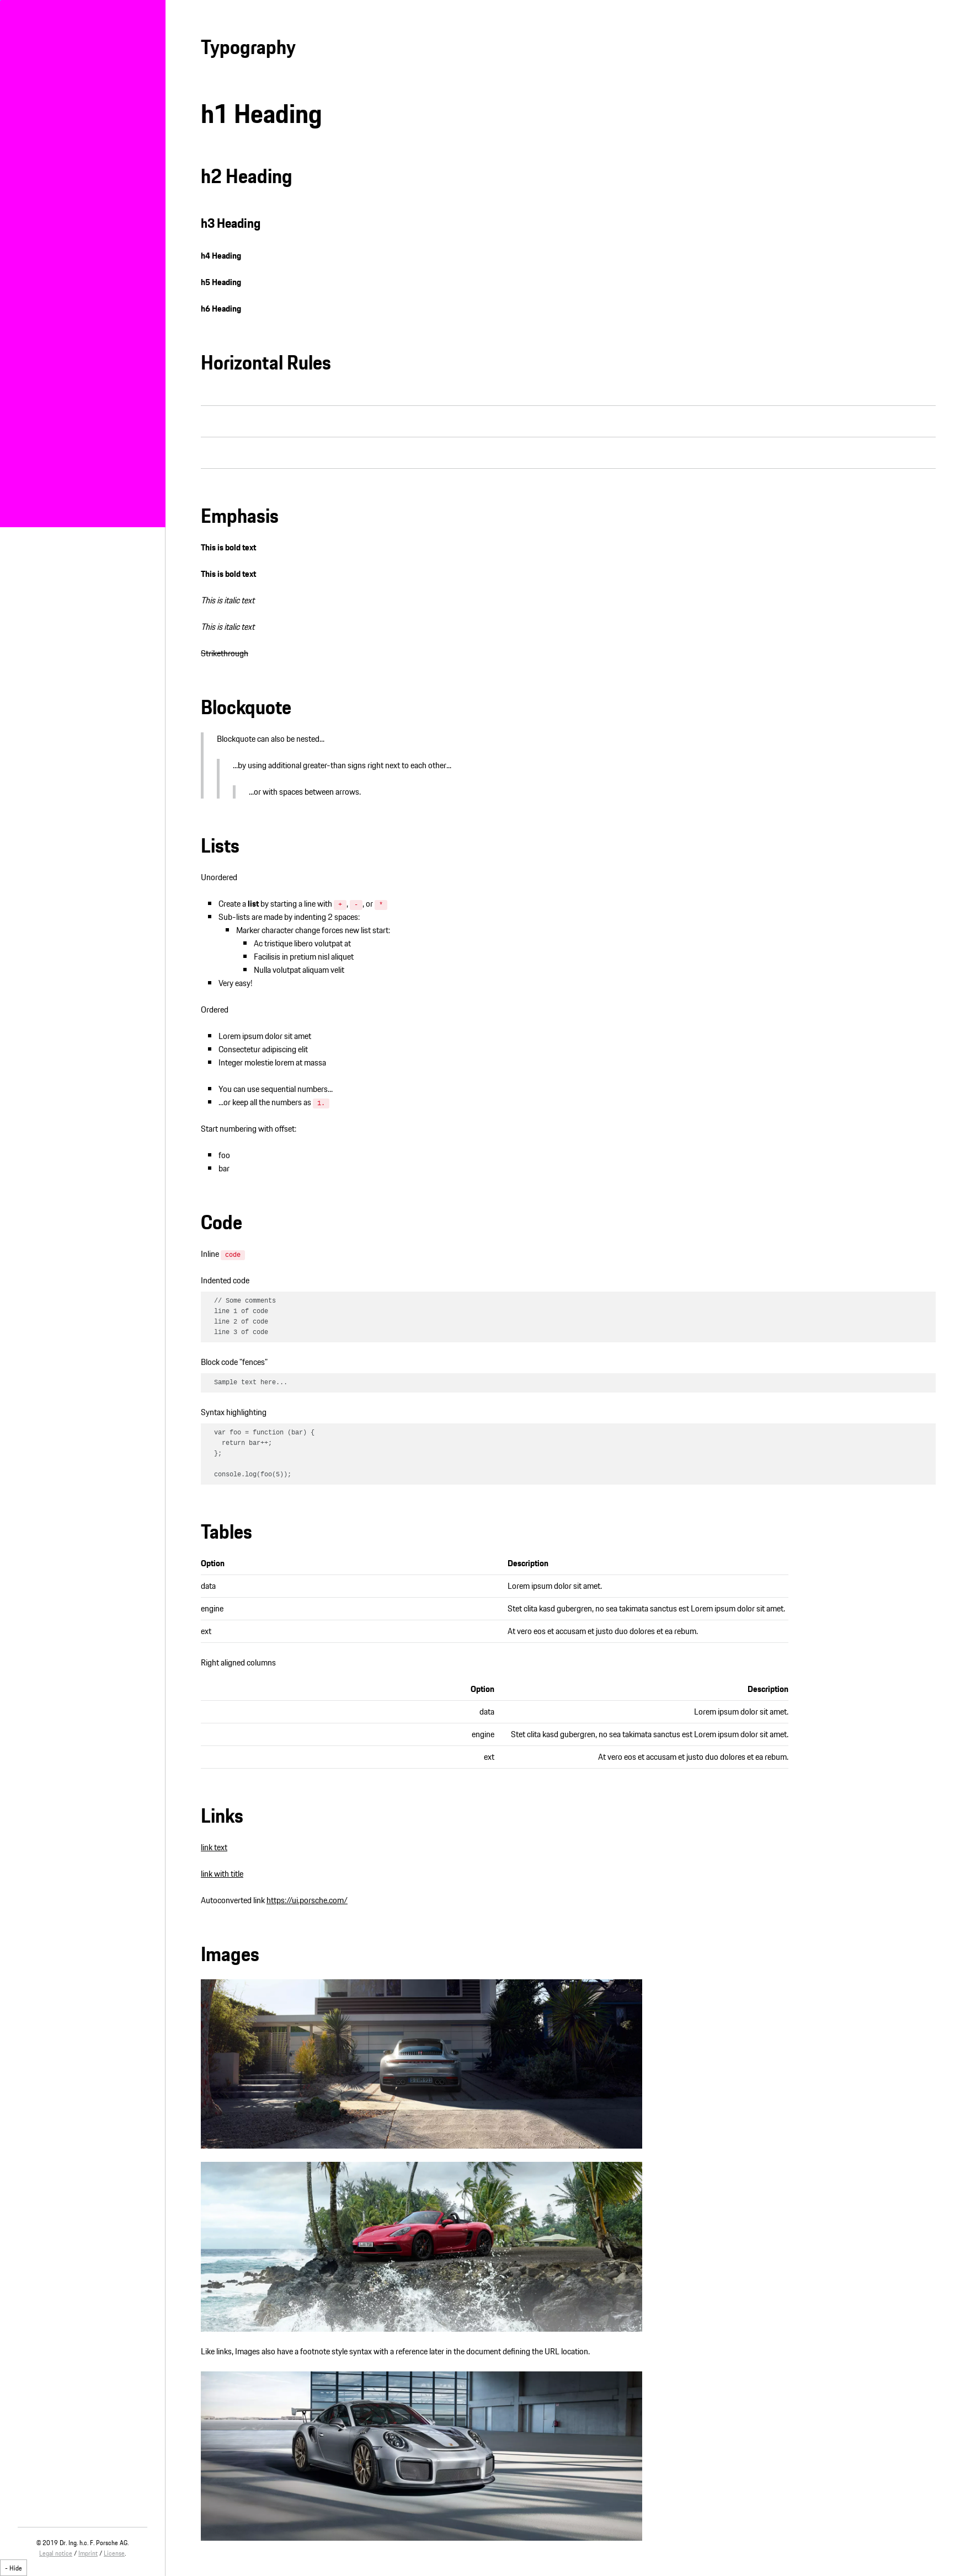 Typography
h1 Heading
h2 Heading
h3 Heading
h4 Heading
h5 Heading
h6 Heading
Horizontal Rules
Emphasis
This is bold text
This is bold text
This is italic text
This is italic text
Strikethrough
Blockquote
Blockquote can also be nested...
...by using additional greater-than signs right next to each other...
...or with spaces between arrows.
Lists
Unordered
Create a list by starting a line with +, -, or *
Sub-lists are made by indenting 2 spaces:
Marker character change forces new list start:
Ac tristique libero volutpat at
Facilisis in pretium nisl aliquet
Nulla volutpat aliquam velit
Very easy!
Ordered
Lorem ipsum dolor sit amet
Consectetur adipiscing elit
Integer molestie lorem at massa
You can use sequential numbers...
...or keep all the numbers as 1.
Start numbering with offset:
foo
bar
Code
Inline code
Indented code
// Some comments
line 1 of code
line 2 of code
line 3 of code
Block code "fences"
Sample text here...
Syntax highlighting
var foo = function (bar) {
  return bar++;
};
console.log(foo(5));
Tables
Option Description
data Lorem ipsum dolor sit amet.
engine Stet clita kasd gubergren, no sea takimata sanctus est Lorem ipsum dolor sit amet.
ext At vero eos et accusam et justo duo dolores et ea rebum.
Right aligned columns
Option Description
data Lorem ipsum dolor sit amet.
engine Stet clita kasd gubergren, no sea takimata sanctus est Lorem ipsum dolor sit amet.
ext At vero eos et accusam et justo duo dolores et ea rebum.
Links
link text
link with title
Autoconverted link https://ui.porsche.com/
Images
Like links, Images also have a footnote style syntax with a reference later in the document defining the URL location.
© 2019 Dr. Ing. h.c. F. Porsche AG.
Legal notice / Imprint / License.
- Hide